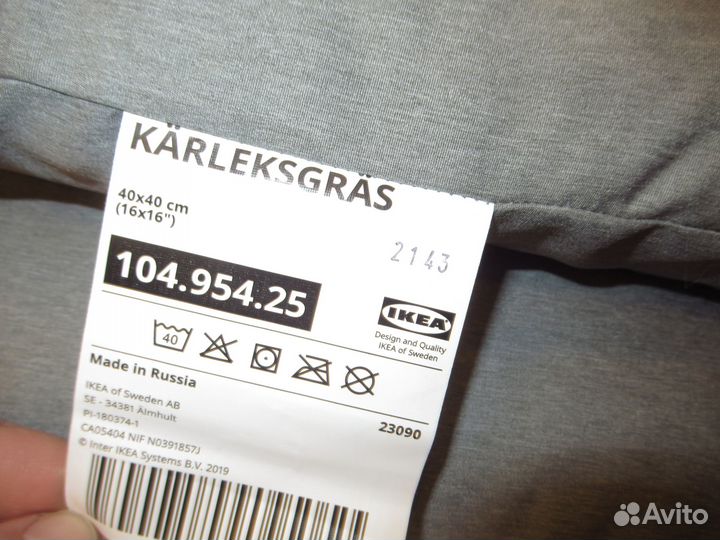 KÄRLEKSGRÄS
40x40 cm
(16x16")
2143
104.954.25
IKEA
Design and Quality
IKEA of Sweden
40
Made in Russia
IKEA of Sweden AB
SE - 34381 Älmhult
PI-180374-1
CA05404 NIF N0391857J
© Inter IKEA Systems B.V. 2019
23090
Avito